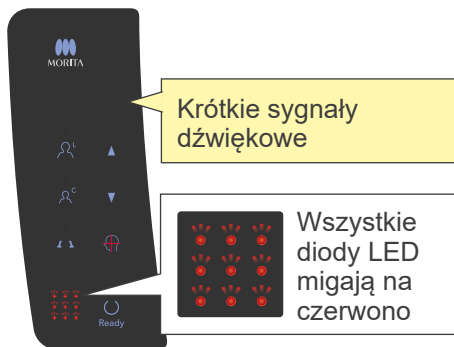 MORITA
Krótkie sygnały
dźwiękowe
L
C
Wszystkie
diody LED
migają na
czerwono
Ready